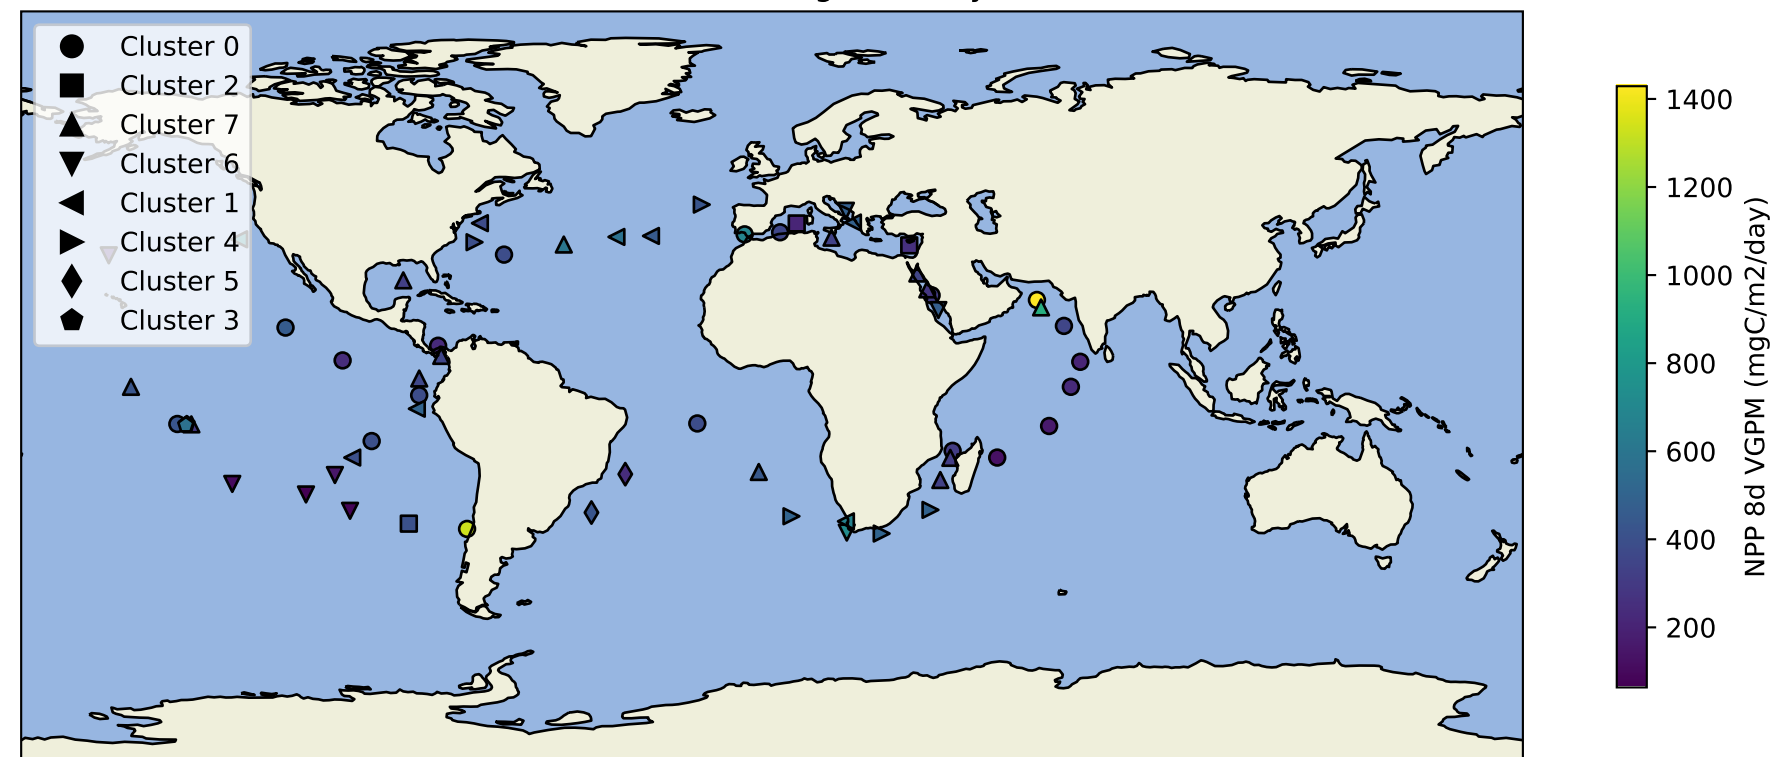 Cluster 0
Cluster 2
Cluster 7
Cluster 6
Cluster 1
Cluster 4
Cluster 5
Cluster 3
1400
1200
1000
800
600
400
200
NPP 8d VGPM (mgC/m2/day)